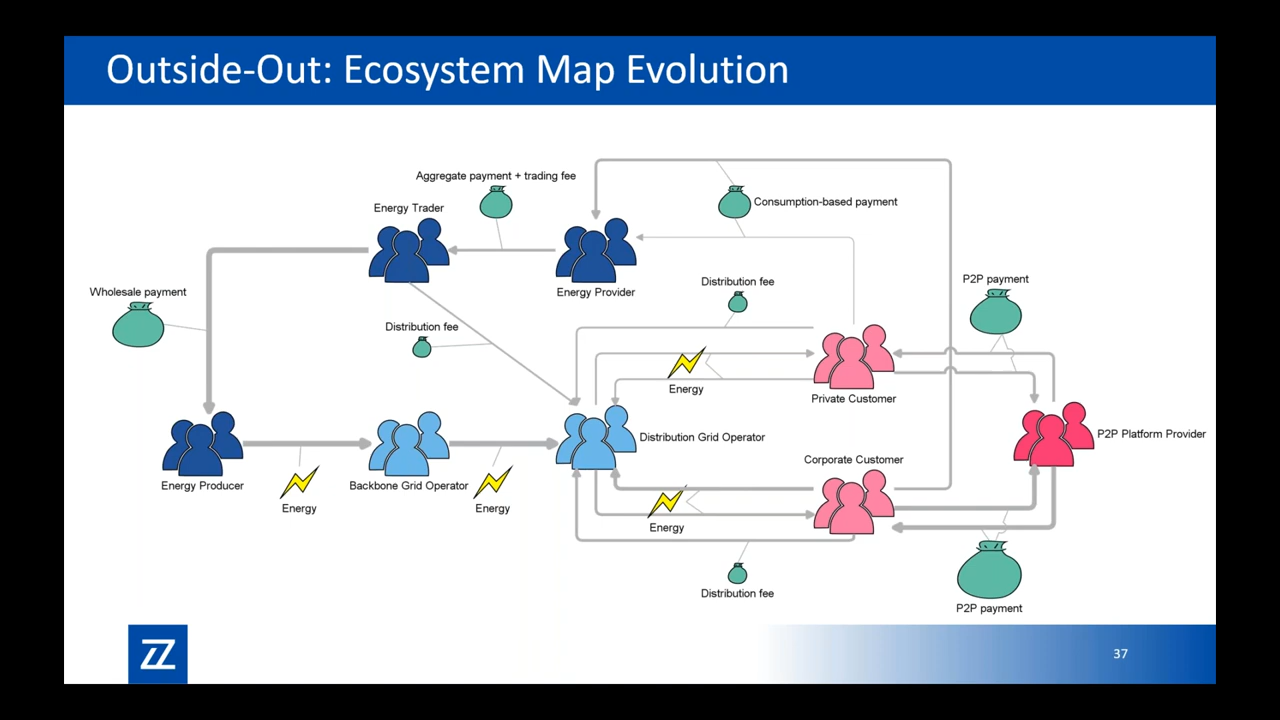 Outside-Out: Ecosystem Map Evolution
Aggregate payment + trading fee
Energy Trader
Consumption-based payment
Wholesale payment
Energy Provider
Distribution fee
P2P payment
Distribution fee
Energy
Private Customer
Distribution Grid Operator
P2P Platform Provider
Corporate Customer
Energy Producer
Backbone Grid Operator
Energy
Energy
Energy
Distribution fee
P2P payment
ZZ
37